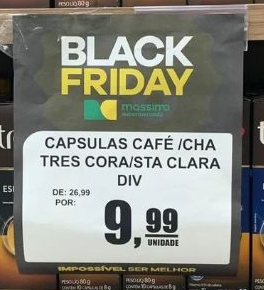 BLACK
FRIDAY
massimo
CAPSULAS CAFÉ /CHA
TRES CORA/STA CLARA
DIV
DE: 26,99
POR:
9,99
UNIDADE
IMPOSSÍVEL SER MELHOR